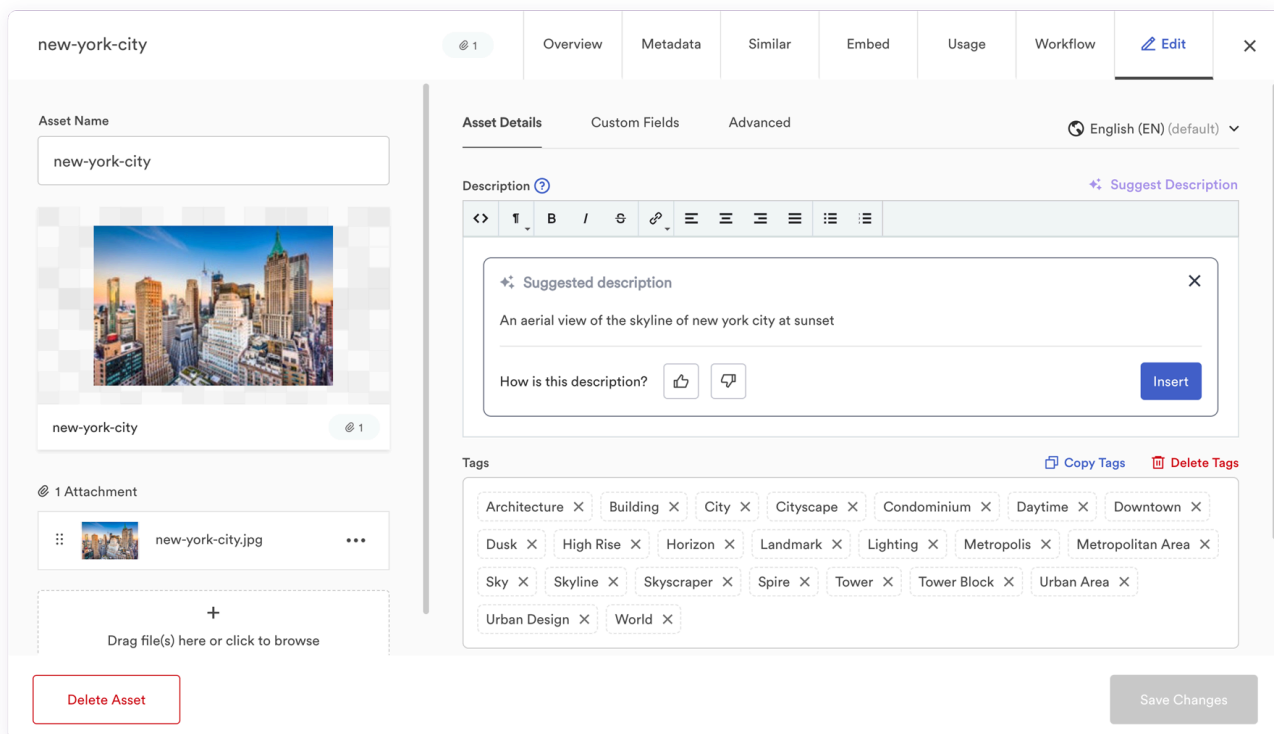 new-york-city
1
Overview
Metadata
Similar
Embed
Usage
Workflow
Edit
Asset Name
new-york-city
new-york-city
1
1 Attachment
new-york-city.jpg
Drag file(s) here or click to browse
Asset Details
Custom Fields
Advanced
English (EN) (default)
Description
Suggest Description
B I S
Suggested description
An aerial view of the skyline of new york city at sunset
How is this description?
Insert
Tags
Copy Tags
Delete Tags
Architecture Building City Cityscape Condominium Daytime Downtown
Dusk High Rise Horizon Landmark Lighting Metropolis Metropolitan Area
Sky Skyline Skyscraper Spire Tower Tower Block Urban Area
Urban Design World
Delete Asset
Save Changes